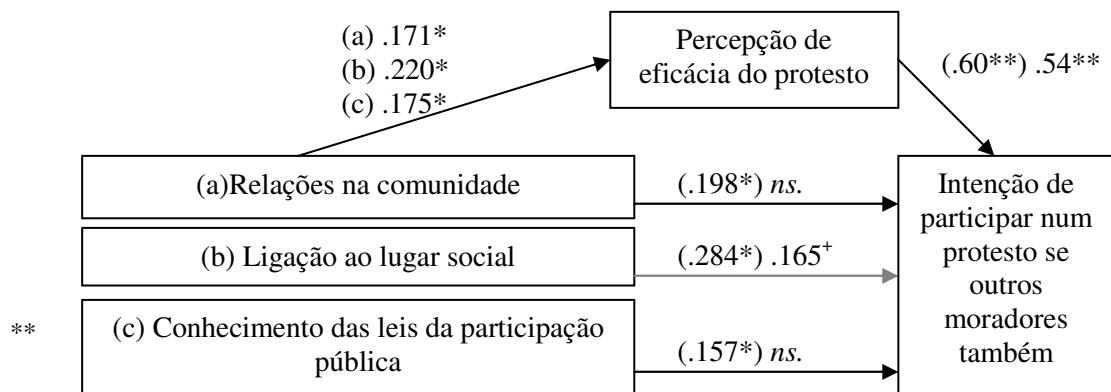 (a) .171*
(b) .220*
(c) .175*
Percepção de
eficácia do protesto
(.60**) .54**
(a)Relações na comunidade
(.198*) ns.
(b) Ligação ao lugar social
(.284*) .165+
** (c) Conhecimento das leis da participação
pública
(.157*) ns.
Intenção de
participar num
protesto se
outros
moradores
também